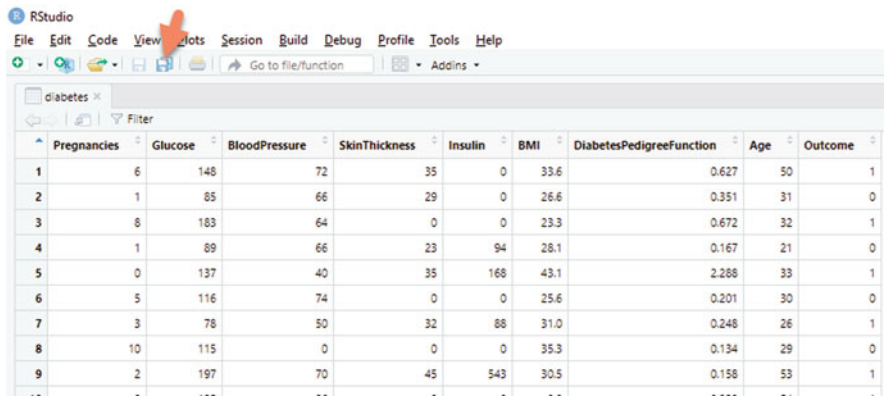 R RStudio
File Edit Code View Plots Session Build Debug Profile Tools Help
Go to file/function Addins
diabetes
Filter
Pregnancies Glucose BloodPressure SkinThickness Insulin BMI DiabetesPedigreeFunction Age Outcome
1 6 148 72 35 0 33.6 0.627 50 1
2 1 85 66 29 0 26.6 0.351 31 0
3 8 183 64 0 0 23.3 0.672 32 1
4 1 89 66 23 94 28.1 0.167 21 0
5 0 137 40 35 168 43.1 2.288 33 1
6 5 116 74 0 0 25.6 0.201 30 0
7 3 78 50 32 88 31.0 0.248 26 1
8 10 115 0 0 0 35.3 0.134 29 0
9 2 197 70 45 543 30.5 0.158 53 1